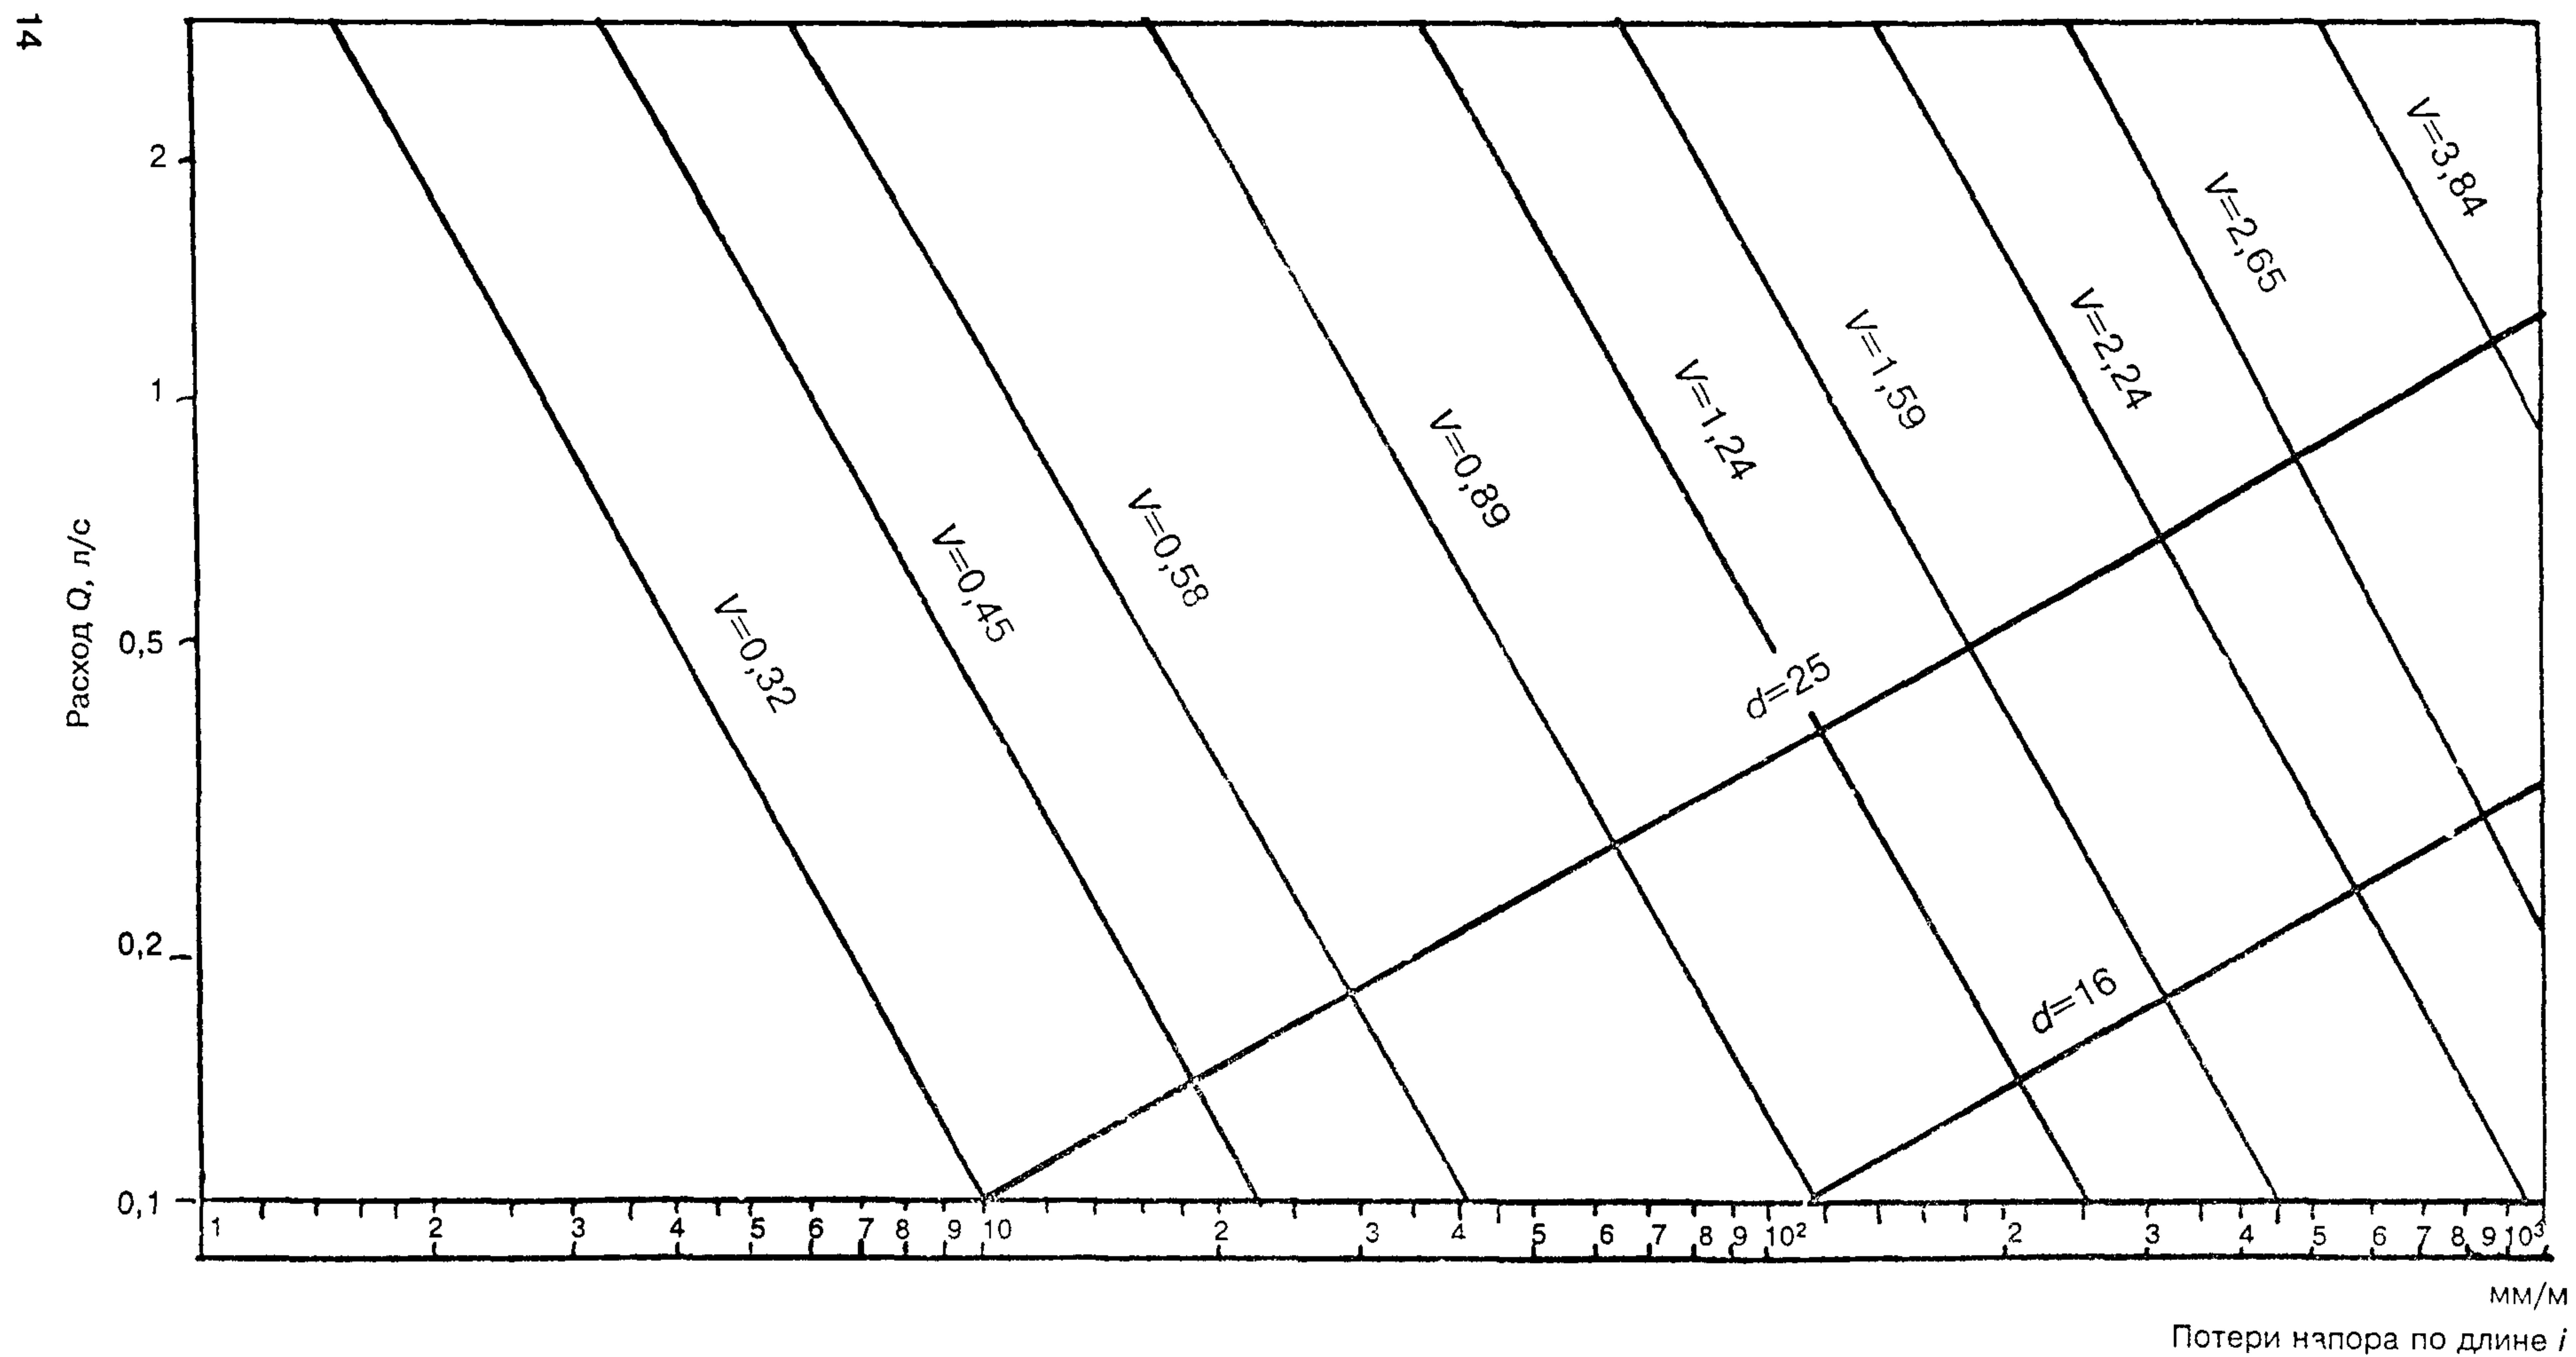 14
V=3,84
2
V=2,65
V=2,24
V=1,59
1
V=1,24
V=0,89
V=0,58
V=0,45
Расход Q, л/с
0,5
V=0,32
d=25
0,2
d=16
0,1
1 2 3 4 5 6 7 8 9 10 2 3 4 5 6 7 8 9 10² 2 3 4 5 6 7 8 9 10³
мм/м
Потери напора по длине i